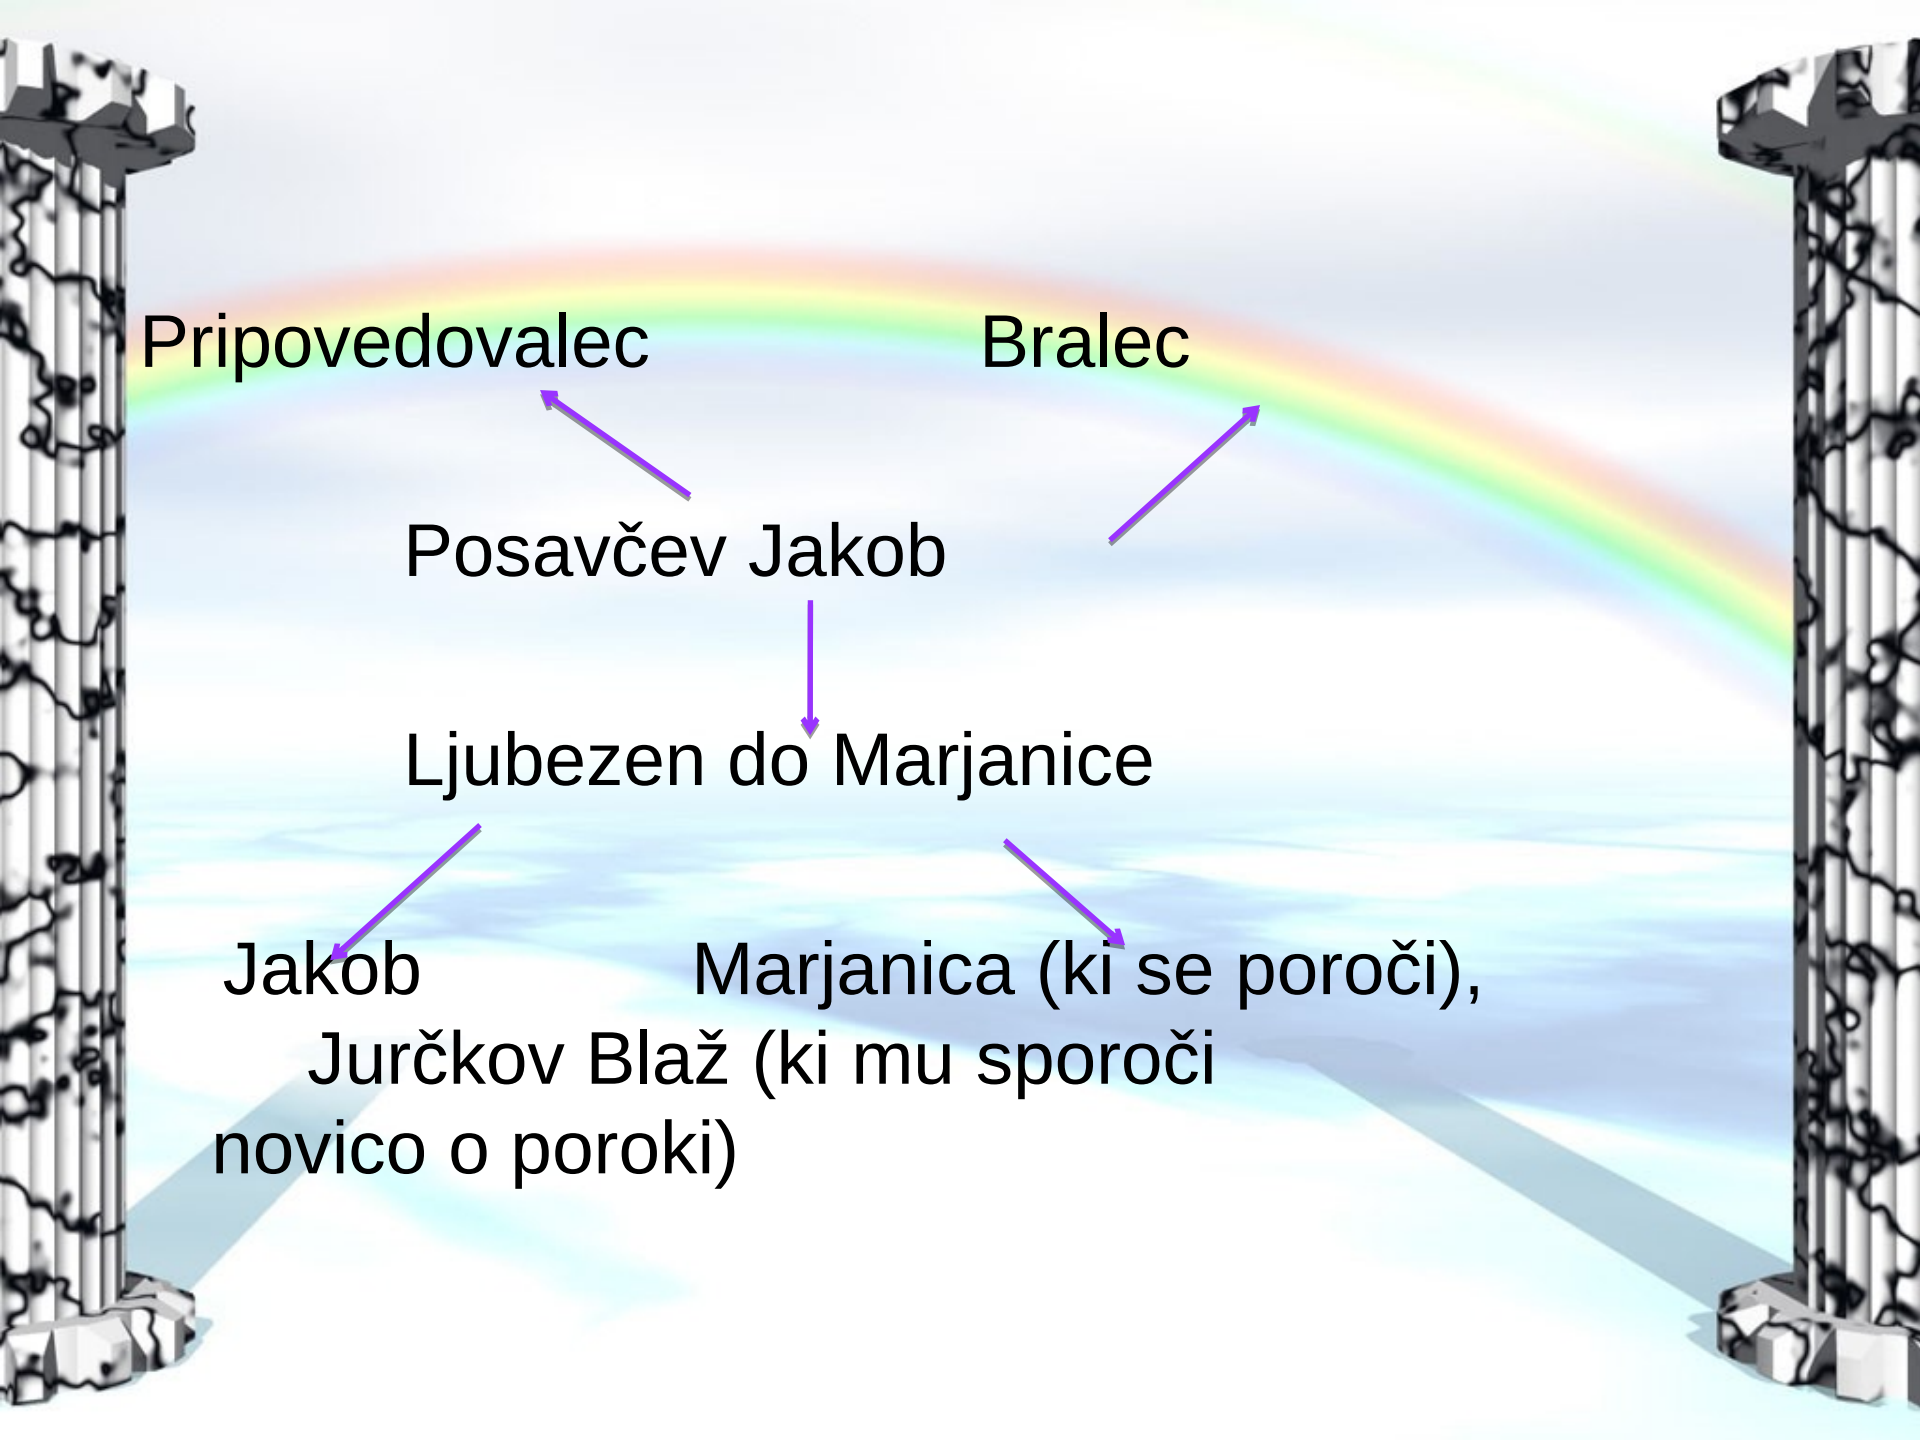 Pripovedovalec Bralec
Posavčev Jakob
Ljubezen do Marjanice
Jakob Marjanica (ki se poroči),
Jurčkov Blaž (ki mu sporoči
novico o poroki)